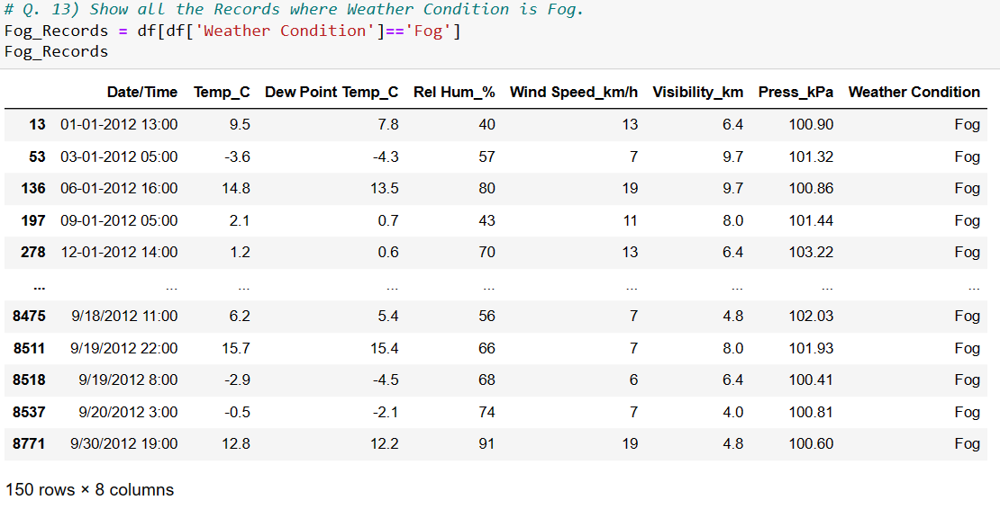 # Q. 13) Show all the Records where Weather Condition is Fog.
Fog_Records = df[df['Weather Condition']=='Fog']
Fog_Records
Date/Time Temp_C Dew Point Temp_C Rel Hum_% Wind Speed_km/h Visibility_km Press_kPa Weather Condition
13 01-01-2012 13:00 9.5 7.8 40 13 6.4 100.90 Fog
53 03-01-2012 05:00 -3.6 -4.3 57 7 9.7 101.32 Fog
136 06-01-2012 16:00 14.8 13.5 80 19 9.7 100.86 Fog
197 09-01-2012 05:00 2.1 0.7 43 11 8.0 101.44 Fog
278 12-01-2012 14:00 1.2 0.6 70 13 6.4 103.22 Fog
... ... ... ... ... ... ... ... ...
8475 9/18/2012 11:00 6.2 5.4 56 7 4.8 102.03 Fog
8511 9/19/2012 22:00 15.7 15.4 66 7 8.0 101.93 Fog
8518 9/19/2012 8:00 -2.9 -4.5 68 6 6.4 100.41 Fog
8537 9/20/2012 3:00 -0.5 -2.1 74 7 4.0 100.81 Fog
8771 9/30/2012 19:00 12.8 12.2 91 19 4.8 100.60 Fog
150 rows × 8 columns